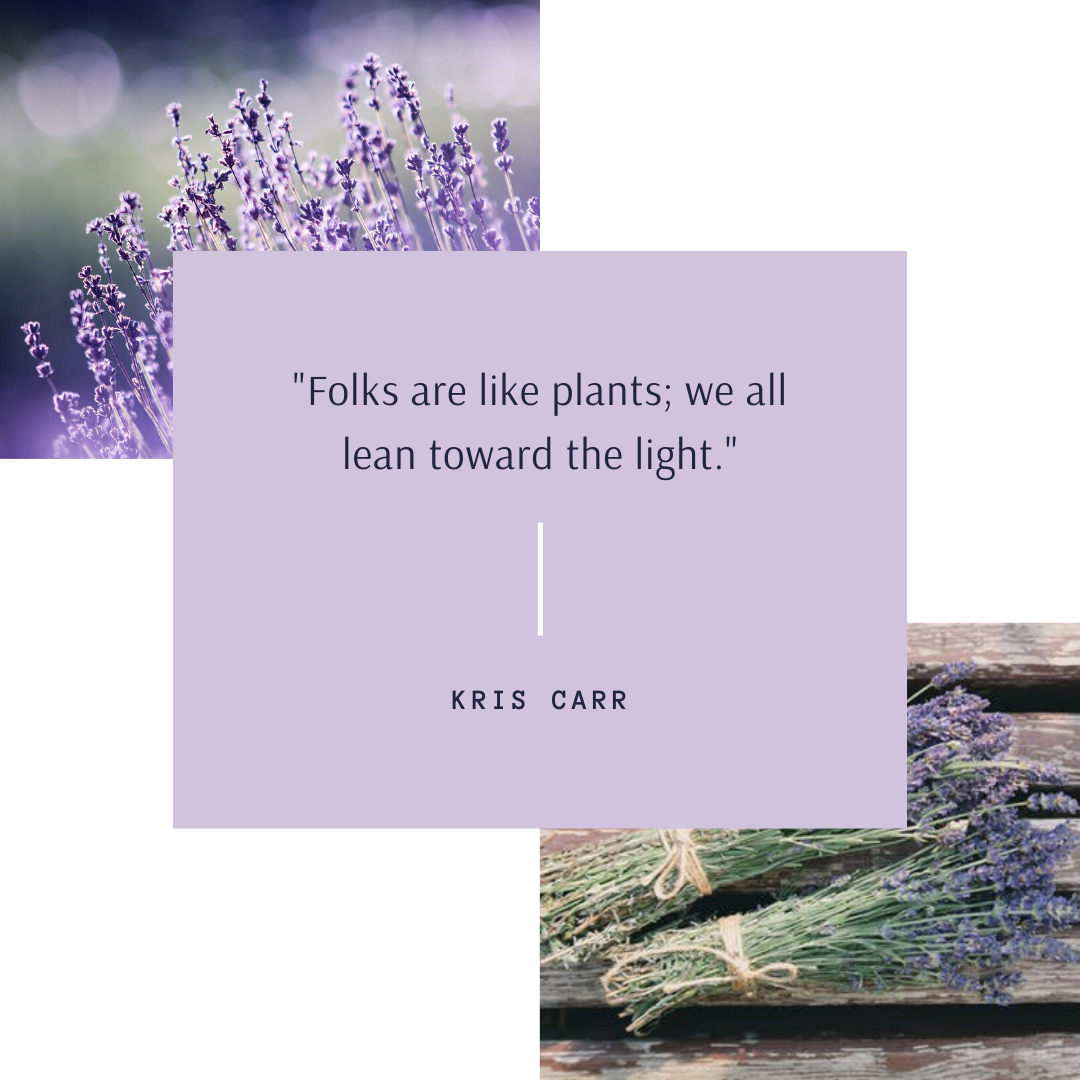 "Folks are like plants; we all
lean toward the light."
KRIS CARR